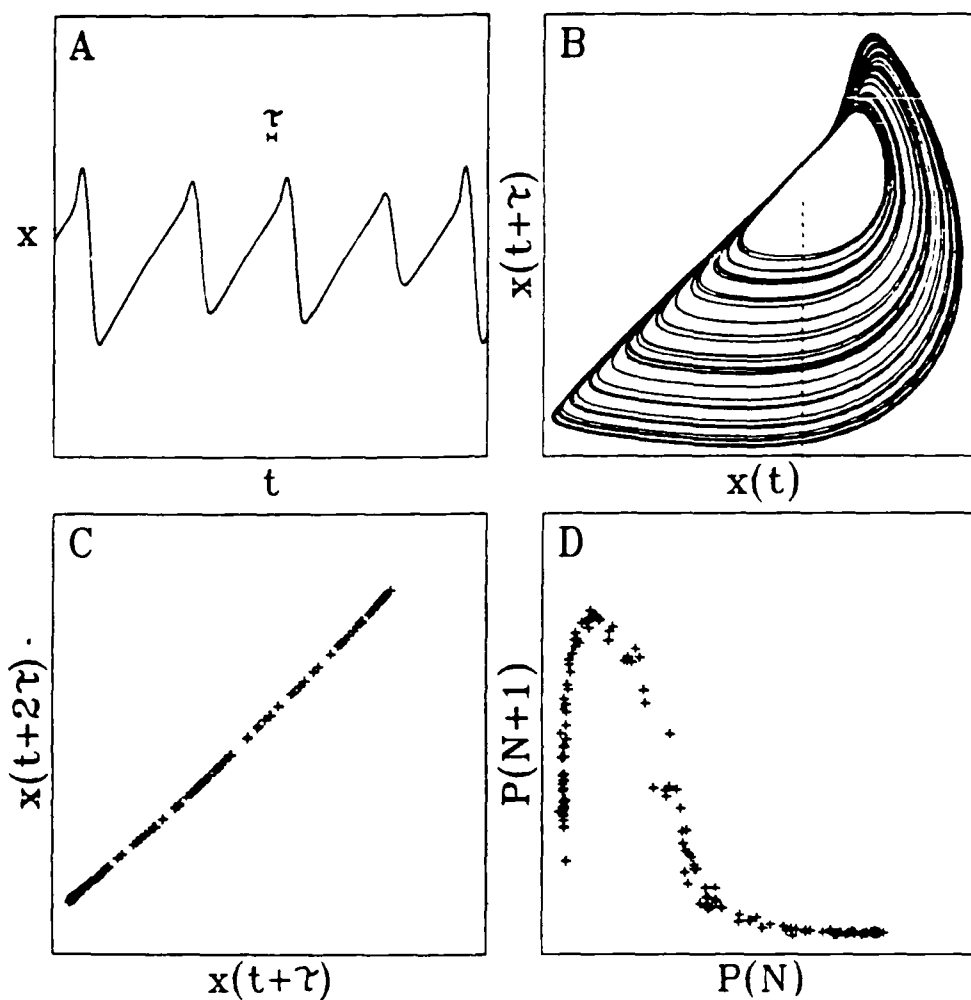 A
τ
x
t
B
x(t+τ)
x(t)
C
x(t+2τ)
x(t+τ)
D
P(N+1)
P(N)